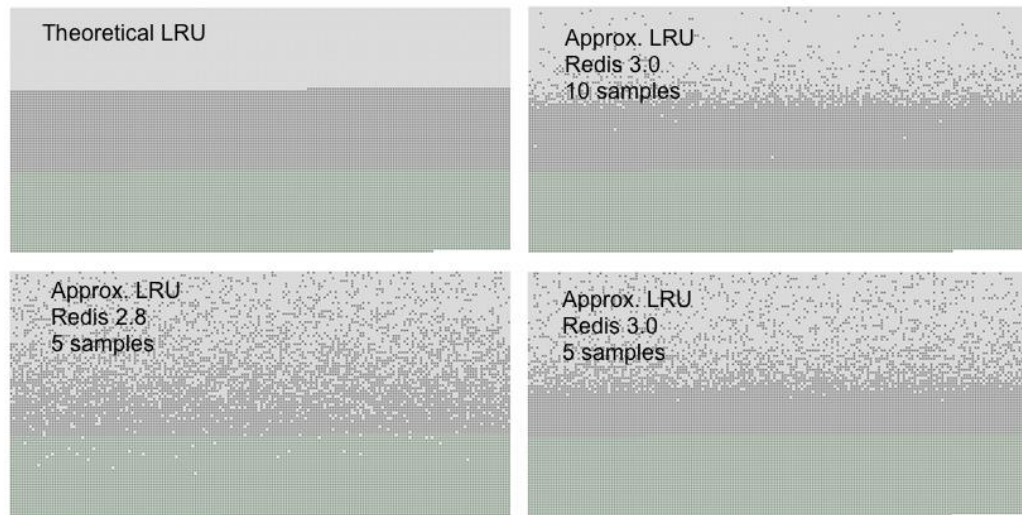 Theoretical LRU
Approx. LRU
Redis 3.0
10 samples
Approx. LRU
Redis 2.8
5 samples
Approx. LRU
Redis 3.0
5 samples